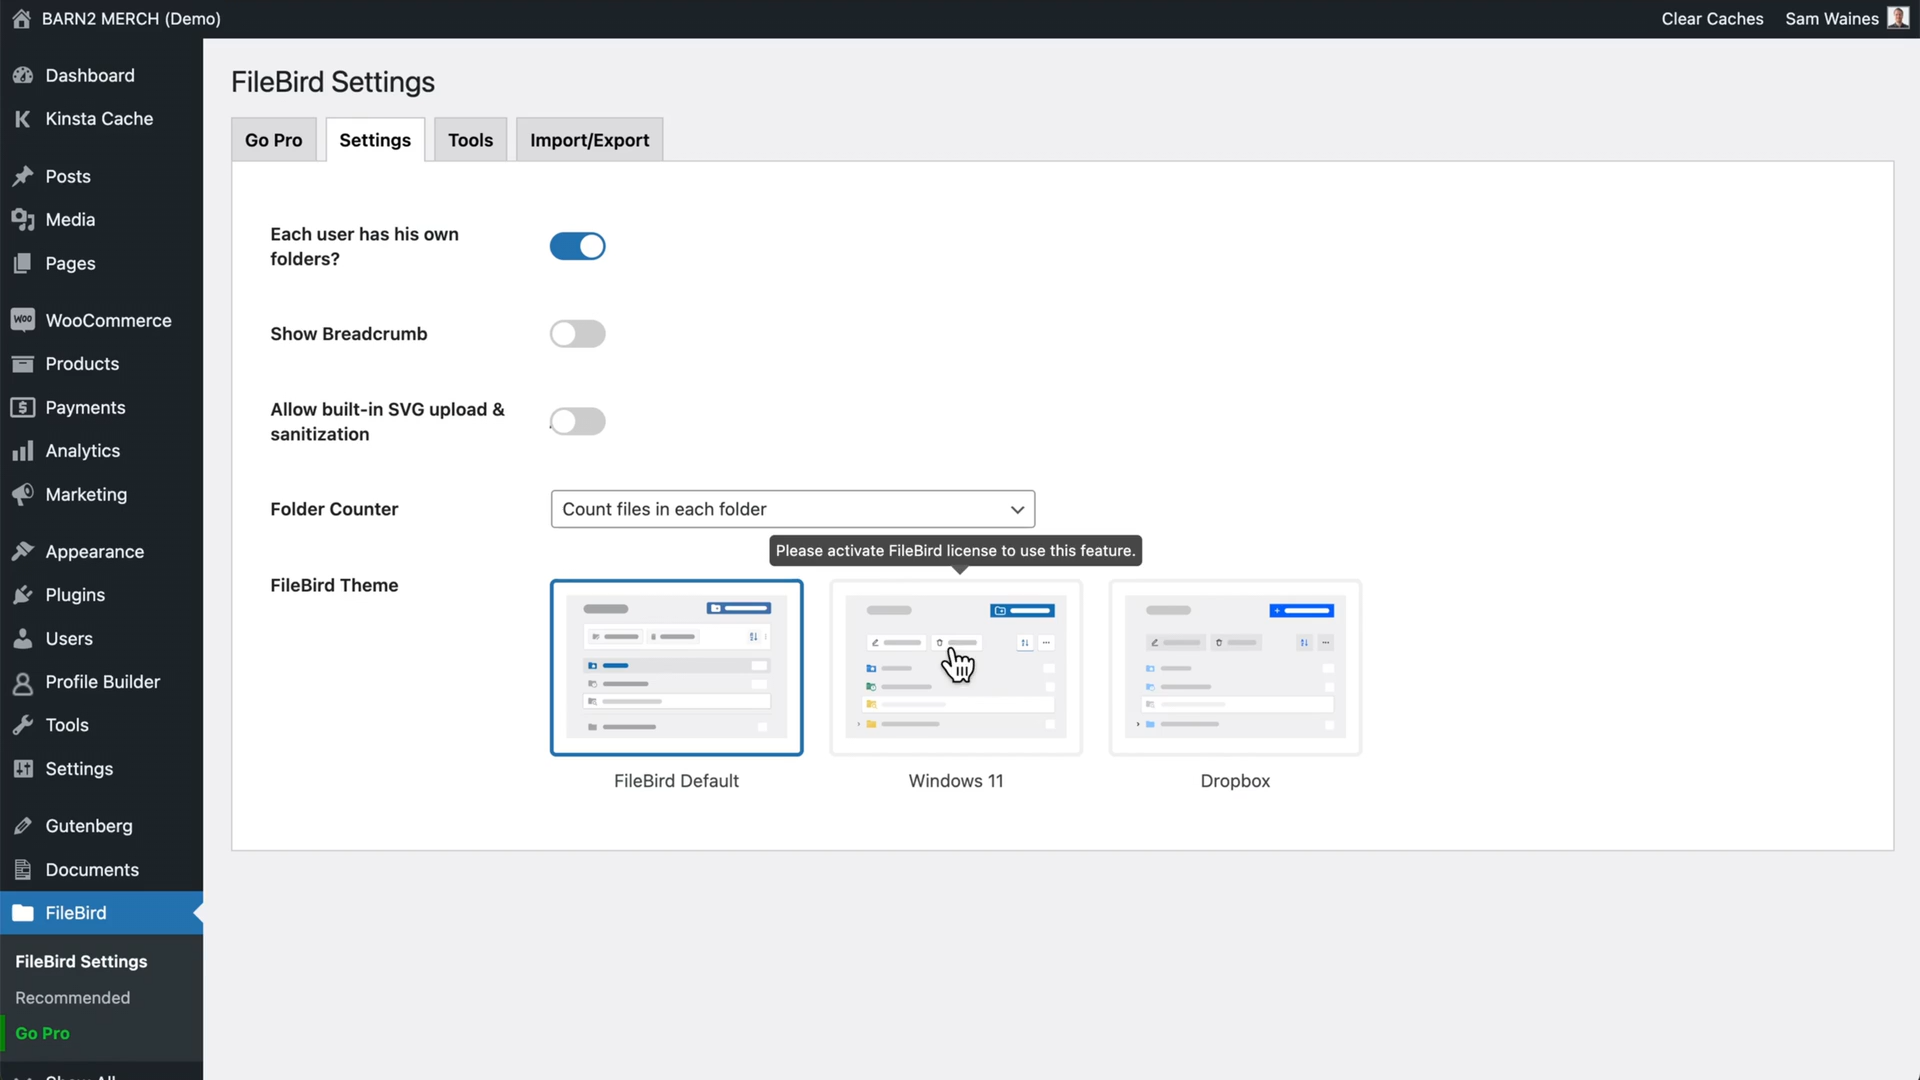 BARN2 MERCH (Demo)
Clear Caches
Sam Waines
Dashboard
Kinsta Cache
Posts
Media
Pages
WooCommerce
Products
Payments
Analytics
Marketing
Appearance
Plugins
Users
Profile Builder
Tools
Settings
Gutenberg
Documents
FileBird
FileBird Settings
Recommended
Go Pro
FileBird Settings
Go Pro
Settings
Tools
Import/Export
Each user has his own
folders?
Show Breadcrumb
Allow built-in SVG upload &
sanitization
Folder Counter
Count files in each folder
Please activate FileBird license to use this feature.
FileBird Theme
FileBird Default
Windows 11
Dropbox